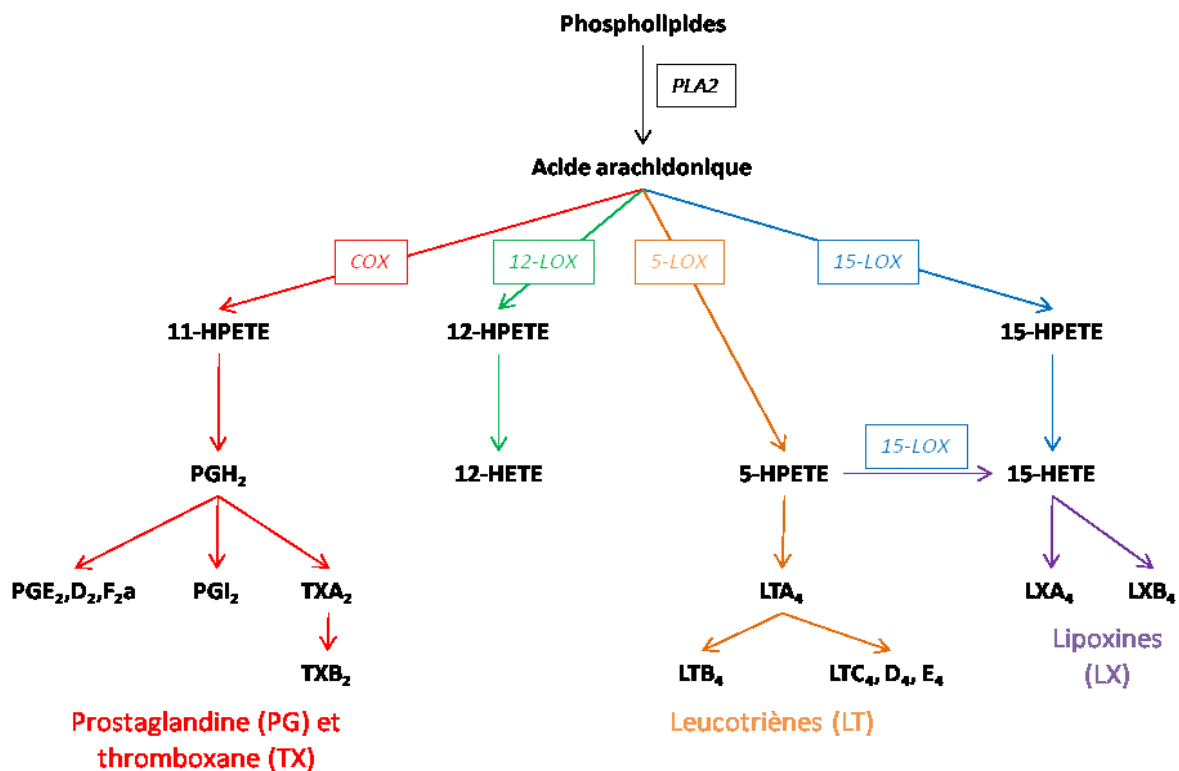 Phospholipides
PLA2
Acide arachidonique
COX
12-LOX
5-LOX
15-LOX
11-HPETE
12-HPETE
15-HPETE
15-LOX
PGH₂
12-HETE
5-HPETE
15-HETE
PGE₂,D₂,F₂a
PGI₂
TXA₂
LTA₄
LXA₄
LXB₄
Lipoxines
(LX)
TXB₂
LTB₄
LTC₄, D₄, E₄
Prostaglandine (PG) et
thromboxane (TX)
Leucotriènes (LT)